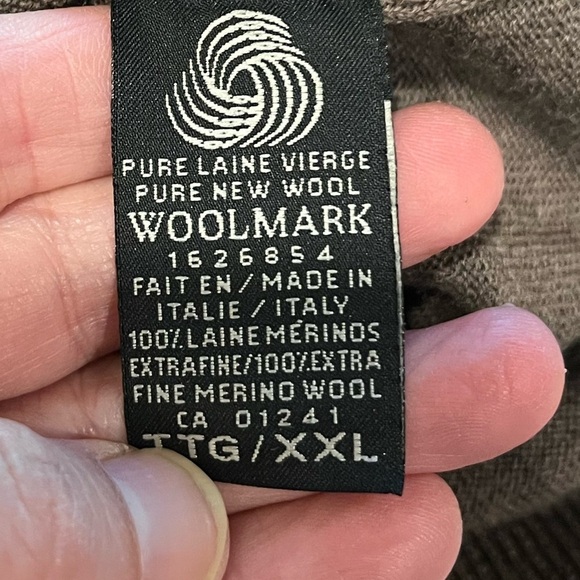 PURE LAINE VIERGE
PURE NEW WOOL
WOOLMARK
1626854
FAIT EN / MADE IN
ITALIE / ITALY
100% LAINE MÉRINOS
EXTRAFINE/100% EXTRA
FINE MERINO WOOL
CA 01241
TTG/XXL